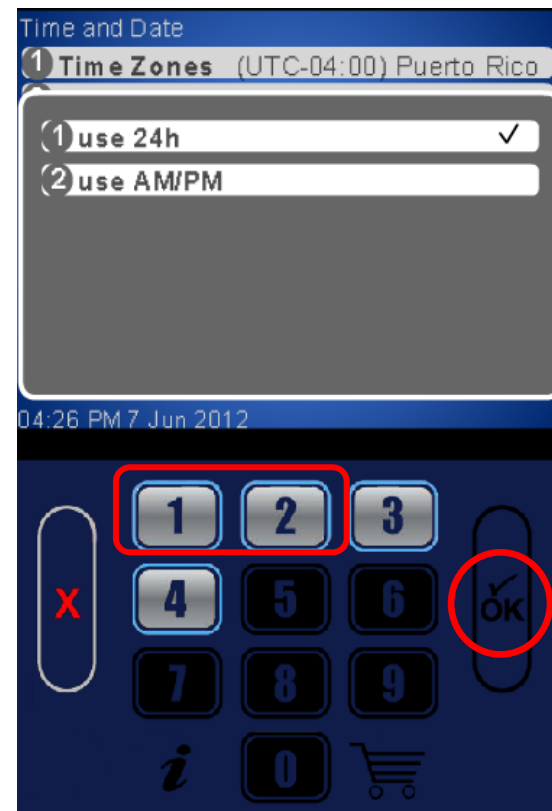 Time and Date
1 Time Zones (UTC-04:00) Puerto Rico
1 use 24h ✓
2 use AM/PM
04:26 PM 7 Jun 2012
1 2 3
X 4 5 6 OK
7 8 9
i 0